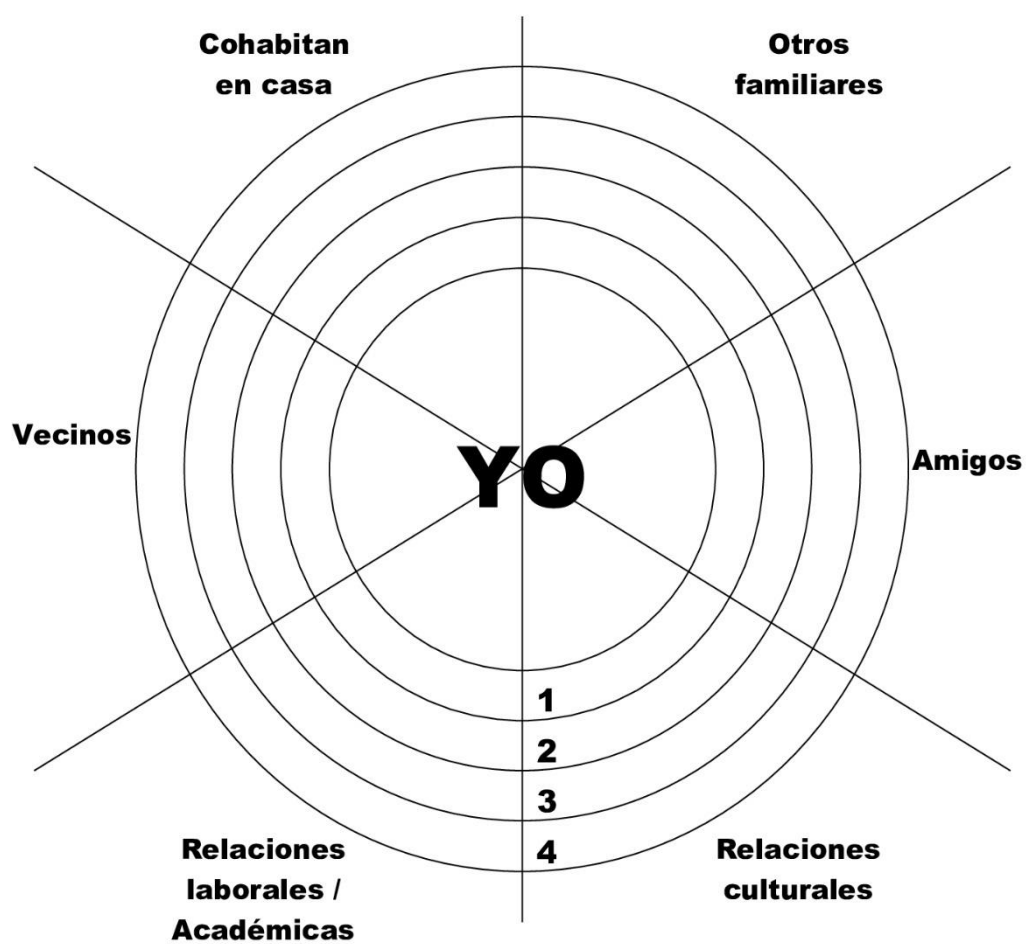 Cohabitan
en casa
Otros
familiares
Vecinos
YO
Amigos
1
2
3
4
Relaciones
laborales /
Académicas
Relaciones
culturales